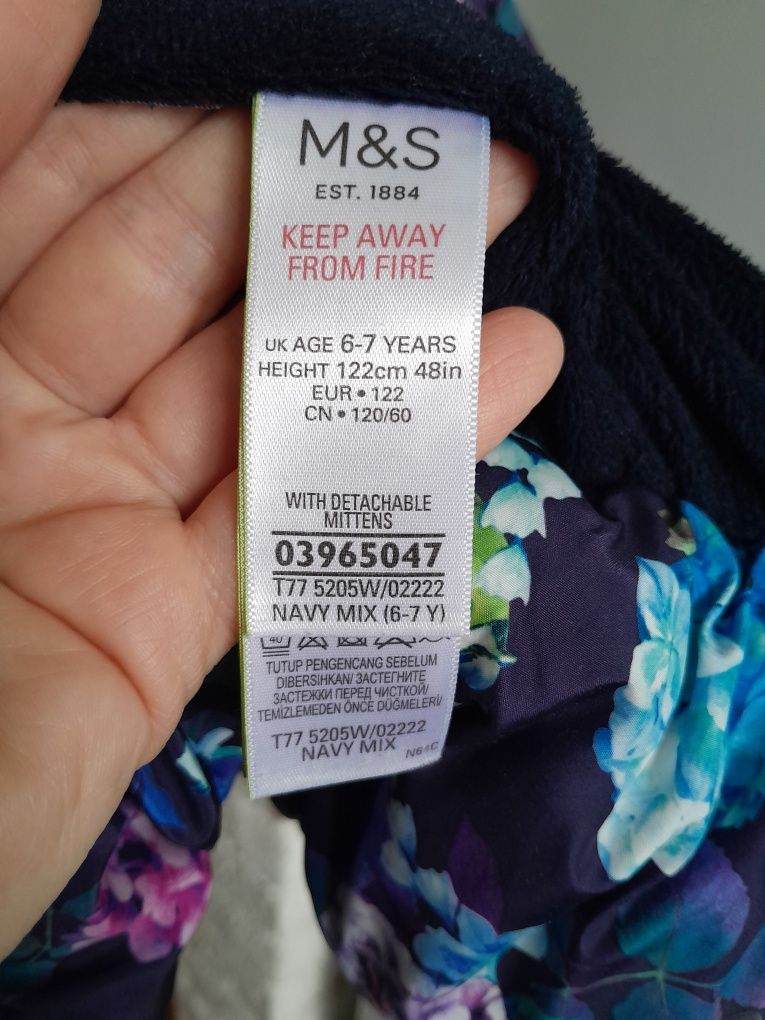 M&S
EST. 1884
KEEP AWAY
FROM FIRE
UK AGE 6-7 YEARS
HEIGHT 122cm 48in
EUR • 122
CN • 120/60
WITH DETACHABLE
MITTENS
03965047
T77 5205W/02222
NAVY MIX (6-7 Y)
40
TUTUP PENGENCANG SEBELUM
DIBERSIHKAN/ ЗАСТЕГНИТЕ
ЗАСТЕЖКИ ПЕРЕД ЧИСТКОЙ/
TEMİZLEMEDEN ÖNCE DÜĞMELERİ/
T77 5205W/02222
NAVY MIX